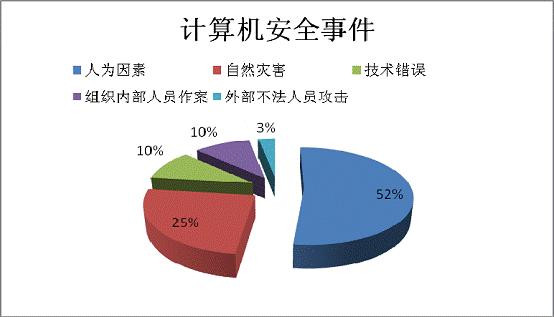 计算机安全事件
人为因素 自然灾害 技术错误
组织内部人员作案 外部不法人员攻击
3%
10%
10%
52%
25%